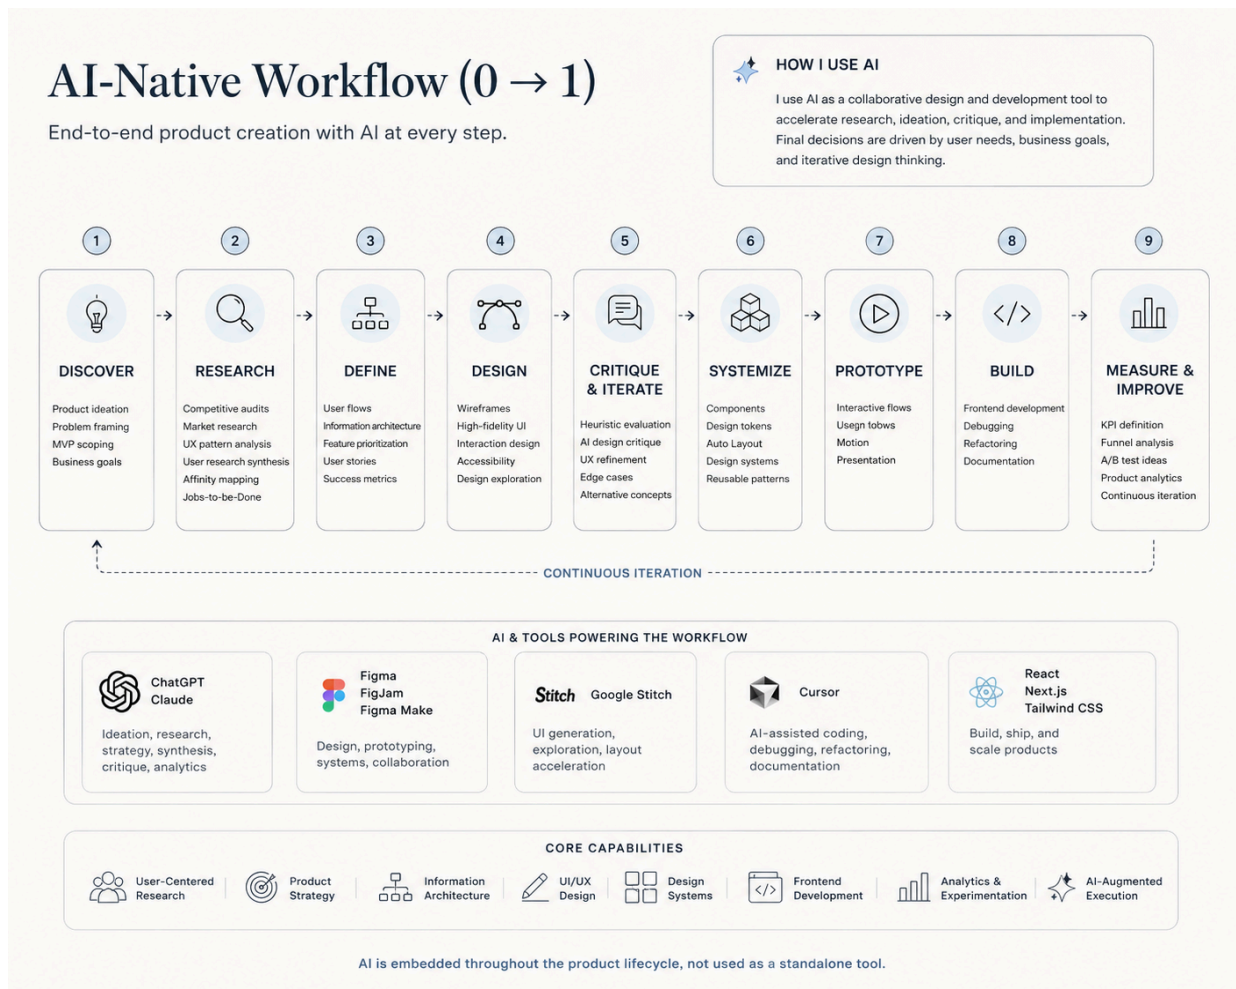 AI-Native Workflow (0 → 1)
End-to-end product creation with AI at every step.
HOW I USE AI
I use AI as a collaborative design and development tool to
accelerate research, ideation, critique, and implementation.
Final decisions are driven by user needs, business goals,
and iterative design thinking.
1
DISCOVER
Product ideation
Problem framing
MVP scoping
Business goals
2
RESEARCH
Competitive audits
Market research
UX pattern analysis
User research synthesis
Affinity mapping
Jobs-to-be-Done
3
DEFINE
User flows
Information architecture
Feature prioritization
User stories
Success metrics
4
DESIGN
Wireframes
High-fidelity UI
Interaction design
Accessibility
Design exploration
5
CRITIQUE
& ITERATE
Heuristic evaluation
AI design critique
UX refinement
Edge cases
Alternative concepts
6
SYSTEMIZE
Components
Design tokens
Auto Layout
Design systems
Reusable patterns
7
PROTOTYPE
Interactive flows
Usegn tobws
Motion
Presentation
8
BUILD
Frontend development
Debugging
Refactoring
Documentation
9
MEASURE &
IMPROVE
KPI definition
Funnel analysis
A/B test ideas
Product analytics
Continuous iteration
CONTINUOUS ITERATION
AI & TOOLS POWERING THE WORKFLOW
ChatGPT
Claude
Ideation, research,
strategy, synthesis,
critique, analytics
Figma
FigJam
Figma Make
Design, prototyping,
systems, collaboration
Stitch Google Stitch
UI generation,
exploration, layout
acceleration
Cursor
AI-assisted coding,
debugging, refactoring,
documentation
React
Next.js
Tailwind CSS
Build, ship, and
scale products
CORE CAPABILITIES
User-Centered
Research
Product
Strategy
Information
Architecture
UI/UX
Design
Design
Systems
Frontend
Development
Analytics &
Experimentation
AI-Augmented
Execution
AI is embedded throughout the product lifecycle, not used as a standalone tool.